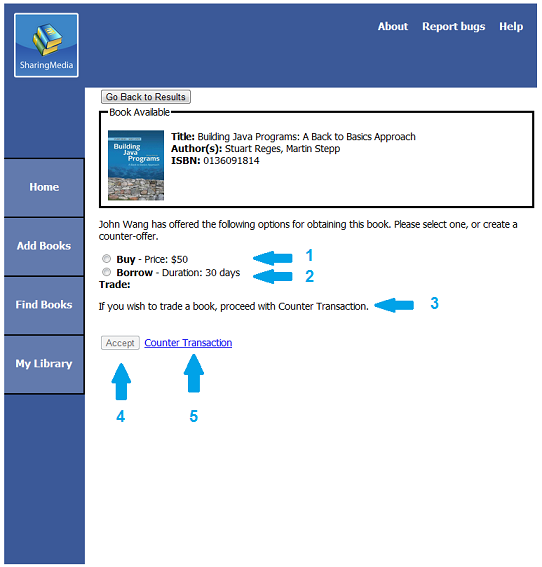 About Report bugs Help
SharingMedia
Go Back to Results
Book Available
Building
Java
Programs
Title: Building Java Programs: A Back to Basics Approach
Author(s): Stuart Reges, Martin Stepp
ISBN: 0136091814
Home
John Wang has offered the following options for obtaining this book. Please select one, or create a
counter-offer.
Add Books
Buy - Price: $50 1
Borrow - Duration: 30 days 2
Trade:
Find Books
If you wish to trade a book, proceed with Counter Transaction. 3
Accept Counter Transaction
My Library
4 5